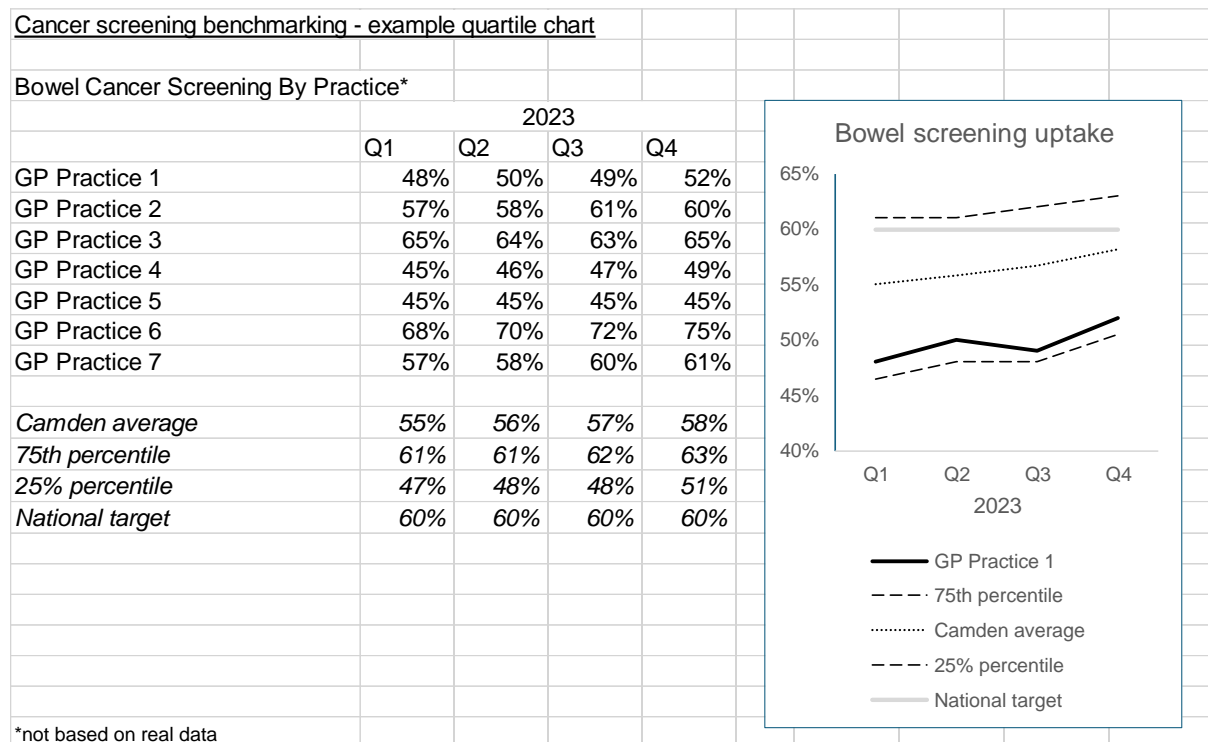 Cancer screening benchmarking - example quartile chart
Bowel Cancer Screening By Practice*
2023
Q1 Q2 Q3 Q4
GP Practice 1 48% 50% 49% 52%
GP Practice 2 57% 58% 61% 60%
GP Practice 3 65% 64% 63% 65%
GP Practice 4 45% 46% 47% 49%
GP Practice 5 45% 45% 45% 45%
GP Practice 6 68% 70% 72% 75%
GP Practice 7 57% 58% 60% 61%
Camden average 55% 56% 57% 58%
75th percentile 61% 61% 62% 63%
25% percentile 47% 48% 48% 51%
National target 60% 60% 60% 60%
*not based on real data
Bowel screening uptake
65%
60%
55%
50%
45%
40%
Q1 Q2 Q3 Q4
2023
GP Practice 1
75th percentile
Camden average
25% percentile
National target